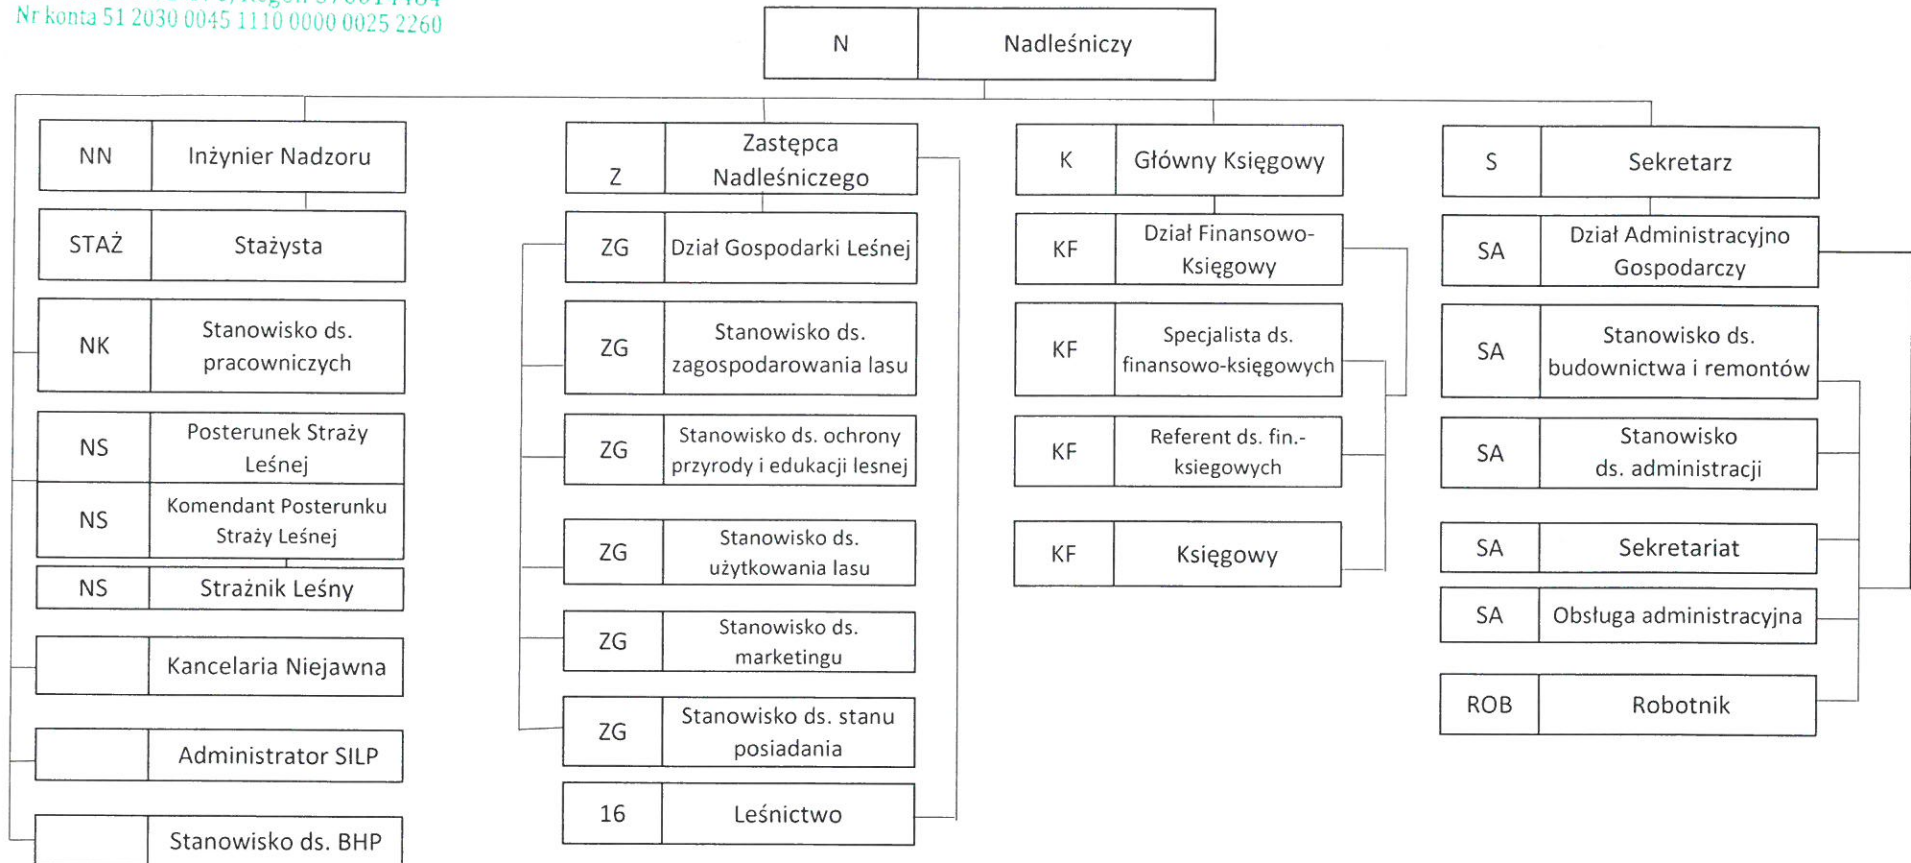 Nr konta 51 2030 0045 1110 0000 0025 2260
N
Nadleśniczy
NN
Inżynier Nadzoru
STAŻ
Stażysta
NK
Stanowisko ds.
pracowniczych
NS
Posterunek Straży
Leśnej
NS
Komendant Posterunku
Straży Leśnej
NS
Strażnik Leśny
Kancelaria Niejawna
Administrator SILP
Stanowisko ds. BHP
Z
Zastępca
Nadleśniczego
ZG
Dział Gospodarki Leśnej
ZG
Stanowisko ds.
zagospodarowania lasu
ZG
Stanowisko ds. ochrony
przyrody i edukacji lesnej
ZG
Stanowisko ds.
użytkowania lasu
ZG
Stanowisko ds.
marketingu
ZG
Stanowisko ds. stanu
posiadania
16
Leśnictwo
K
Główny Księgowy
KF
Dział Finansowo-
Księgowy
KF
Specjalista ds.
finansowo-księgowych
KF
Referent ds. fin.-
ksiegowych
KF
Księgowy
S
Sekretarz
SA
Dział Administracyjno
Gospodarczy
SA
Stanowisko ds.
budownictwa i remontów
SA
Stanowisko
ds. administracji
SA
Sekretariat
SA
Obsługa administracyjna
ROB
Robotnik